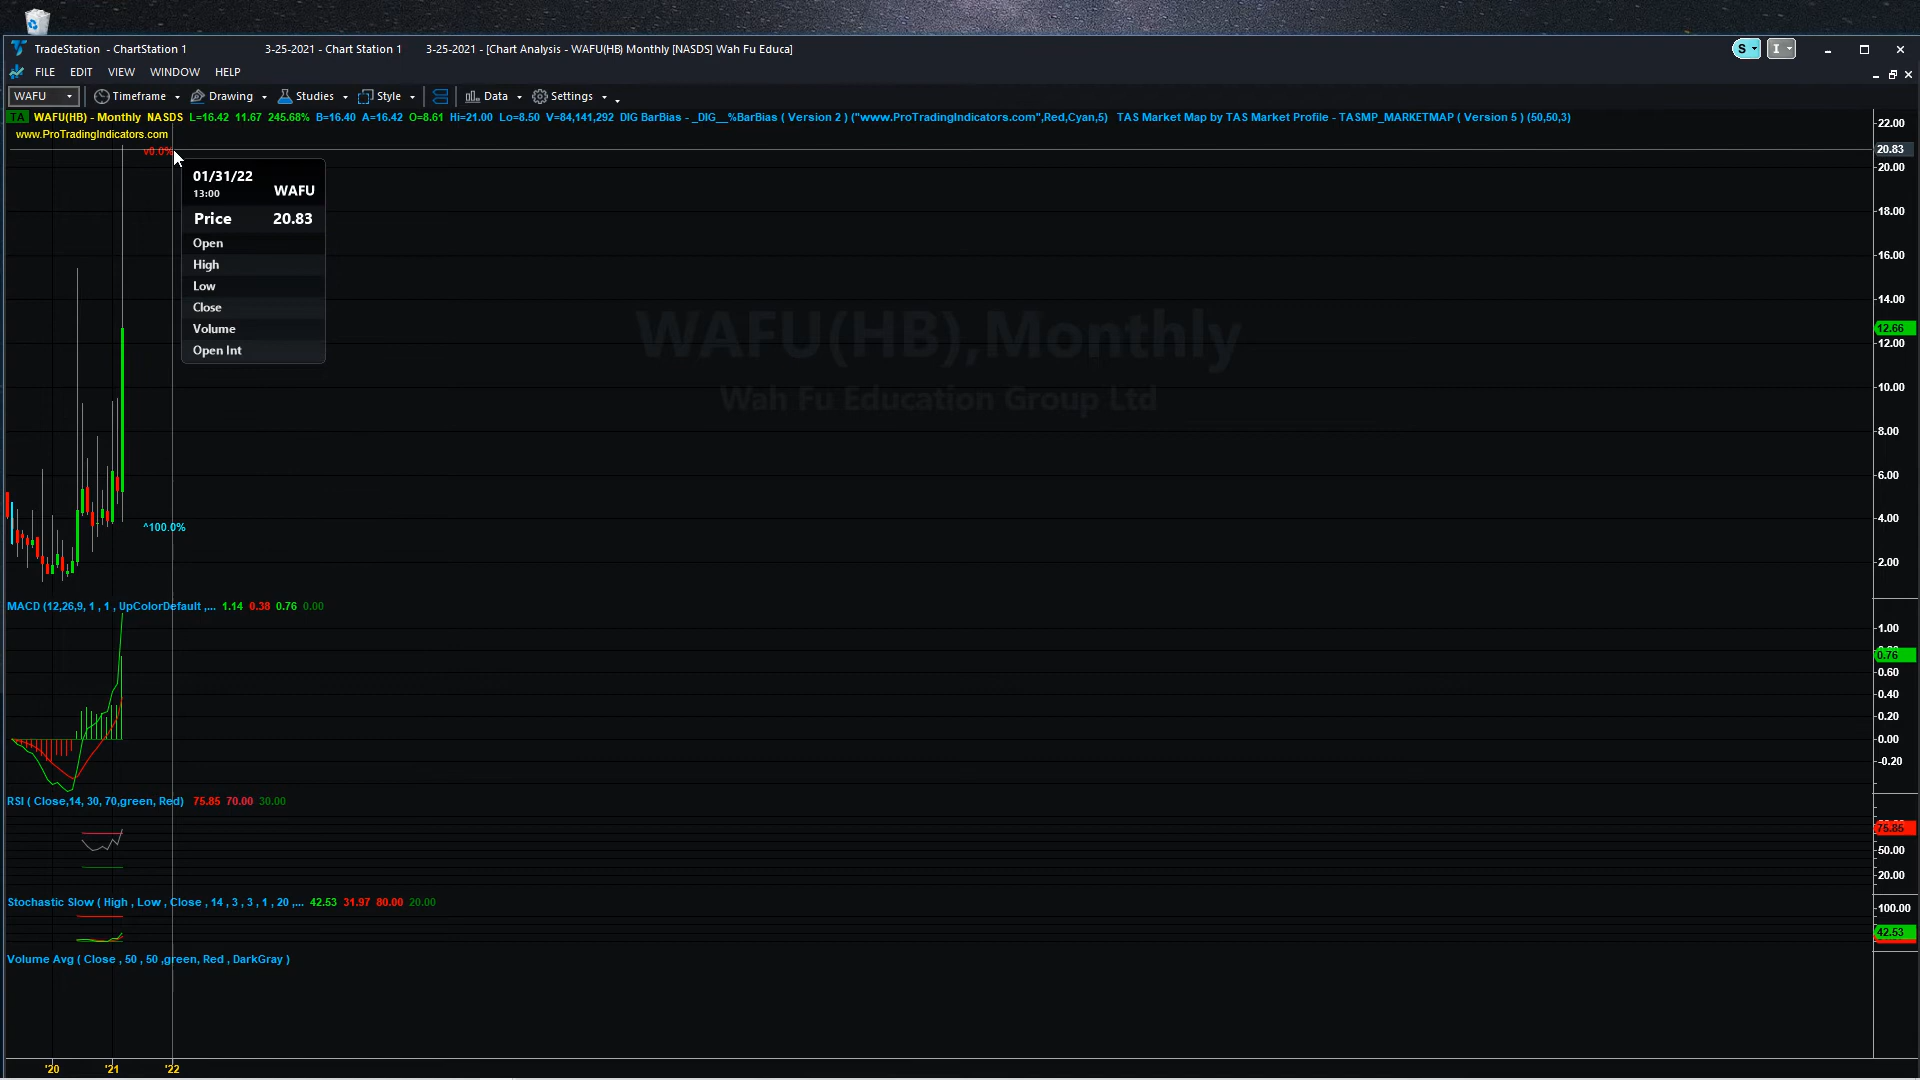 TradeStation - ChartStation 1 3-25-2021 - Chart Station 1 3-25-2021 - [Chart Analysis - WAFU(HB) Monthly [NASDS] Wah Fu Educa]
S I
FILE EDIT VIEW WINDOW HELP
WAFU Timeframe Drawing Studies Style Data Settings
TA WAFU(HB) - Monthly NASDS L=16.42 11.67 245.68% B=16.40 A=16.42 O=8.61 Hi=21.00 Lo=8.50 V=84,141,292 DIG BarBias - _DIG__%BarBias ( Version 2 ) ("www.ProTradingIndicators.com",Red,Cyan,5) TAS Market Map by TAS Market Profile - TASMP_MARKETMAP ( Version 5 ) (50,50,3)
www.ProTradingIndicators.com
v0.0%
01/31/22
13:00 WAFU
Price 20.83
Open
High
Low
Close
Volume
Open Int
WAFU(HB),Monthly
Wah Fu Education Group Ltd
^100.0%
22.00
20.83
20.00
18.00
16.00
14.00
12.66
12.00
10.00
8.00
6.00
4.00
2.00
MACD (12,26,9, 1 , 1 , UpColorDefault ,... 1.14 0.38 0.76 0.00
1.00
0.76
0.60
0.40
0.20
0.00
-0.20
RSI ( Close,14, 30, 70,green, Red) 75.85 70.00 30.00
75.85
50.00
20.00
Stochastic Slow ( High , Low , Close , 14 , 3 , 3 , 1 , 20 ,... 42.53 31.97 80.00 20.00
100.00
42.53
Volume Avg ( Close , 50 , 50 ,green, Red , DarkGray )
'20 '21 '22